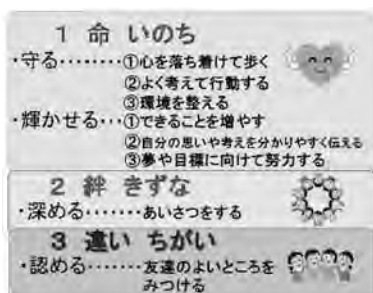 1 命 いのち
・守る・・・・・・・・①心を落ち着けて歩く
②よく考えて行動する
③環境を整える
・輝かせる・・・①できることを増やす
②自分の思いや考えを分かりやすく伝える
③夢や目標に向けて努力する
2 絆 きずな
・深める・・・・・・・あいさつをする
3 違い ちがい
・認める・・・・・・・友達のよいところを
みつける